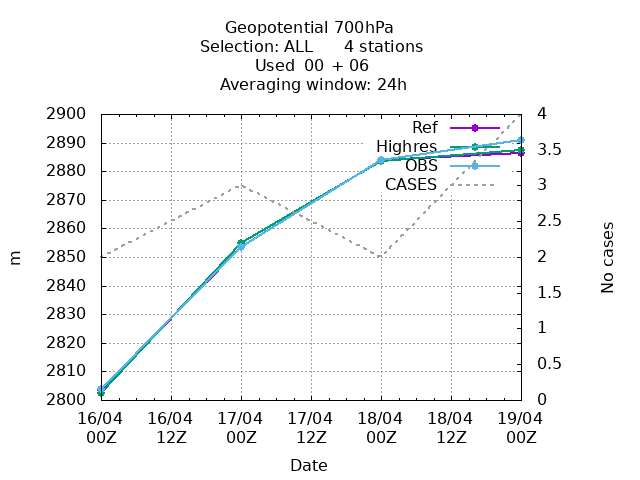 Geopotential 700hPa
Selection: ALL      4 stations
Used  00 + 06
Averaging window: 24h
2900
2890
2880
2870
2860
2850
2840
2830
2820
2810
2800
m
4
3.5
3
2.5
2
1.5
1
0.5
0
No cases
Ref
Highres
OBS
CASES
16/04 16/04 17/04 17/04 18/04 18/04 19/04
00Z 12Z 00Z 12Z 00Z 12Z 00Z
Date